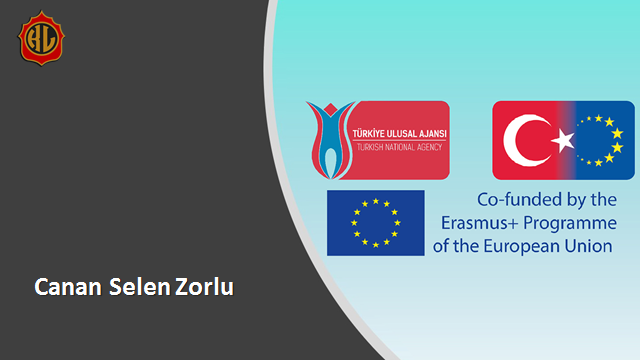 KL
TÜRKİYE ULUSAL AJANSI
TURKISH NATIONAL AGENCY
Co-funded by the
Erasmus+ Programme
of the European Union
Canan Selen Zorlu